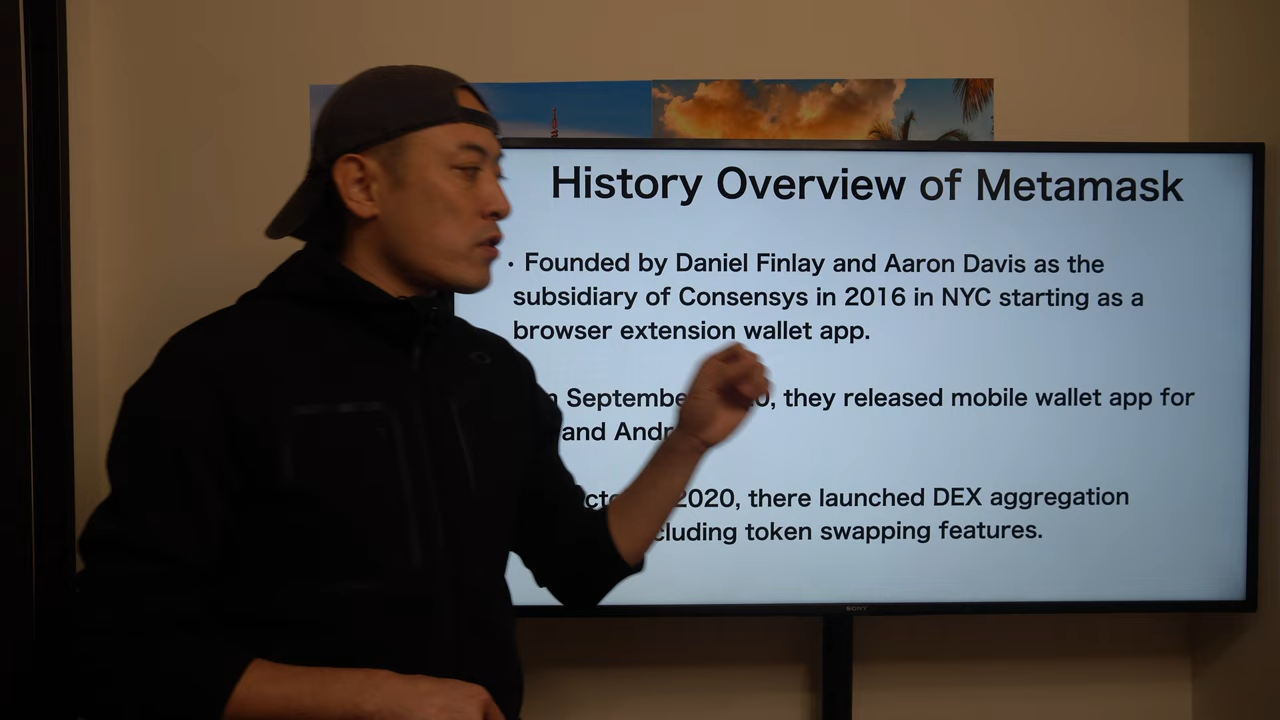 History Overview of Metamask
· Founded by Daniel Finlay and Aaron Davis as the
subsidiary of Consensys in 2016 in NYC starting as a
browser extension wallet app.
September they released mobile wallet app for
and
2020, there launched DEX aggregation
token swapping features.
SONY